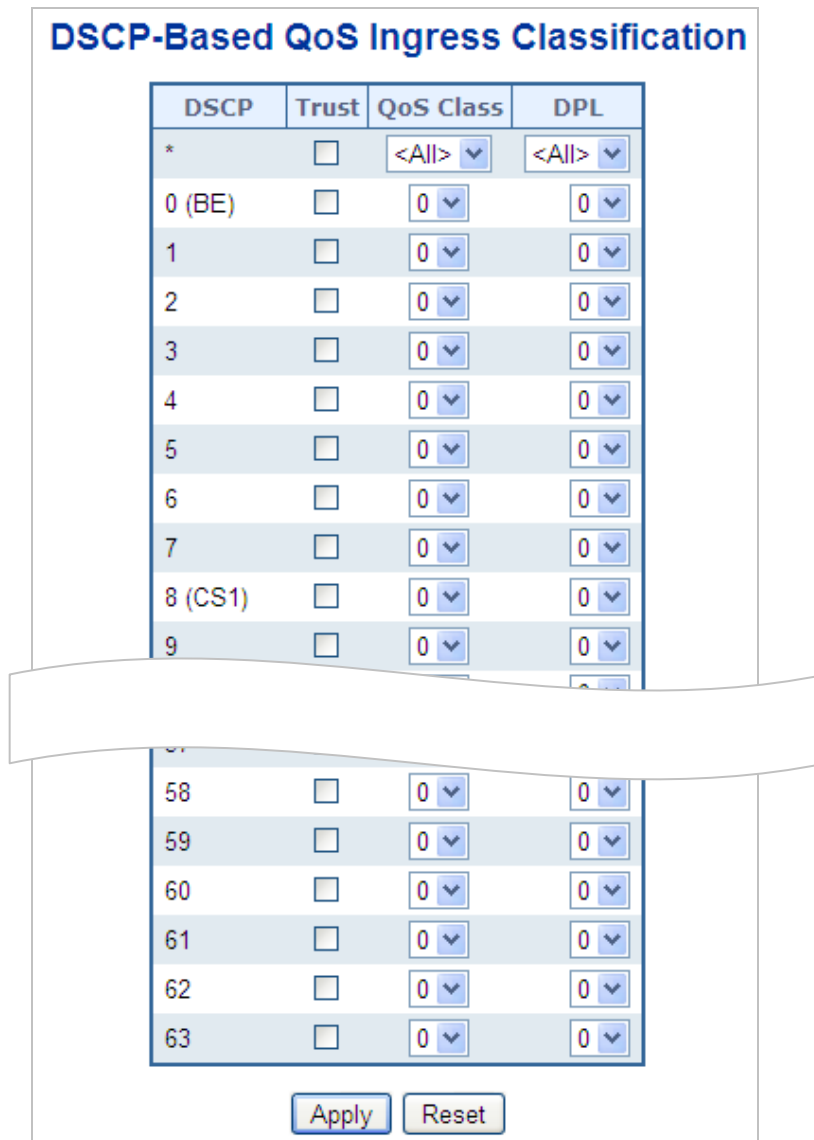 DSCP-Based QoS Ingress Classification
DSCP Trust QoS Class DPL
* <All> <All>
0 (BE) 0 0
1 0 0
2 0 0
3 0 0
4 0 0
5 0 0
6 0 0
7 0 0
8 (CS1) 0 0
9 0 0
58 0 0
59 0 0
60 0 0
61 0 0
62 0 0
63 0 0
Apply Reset